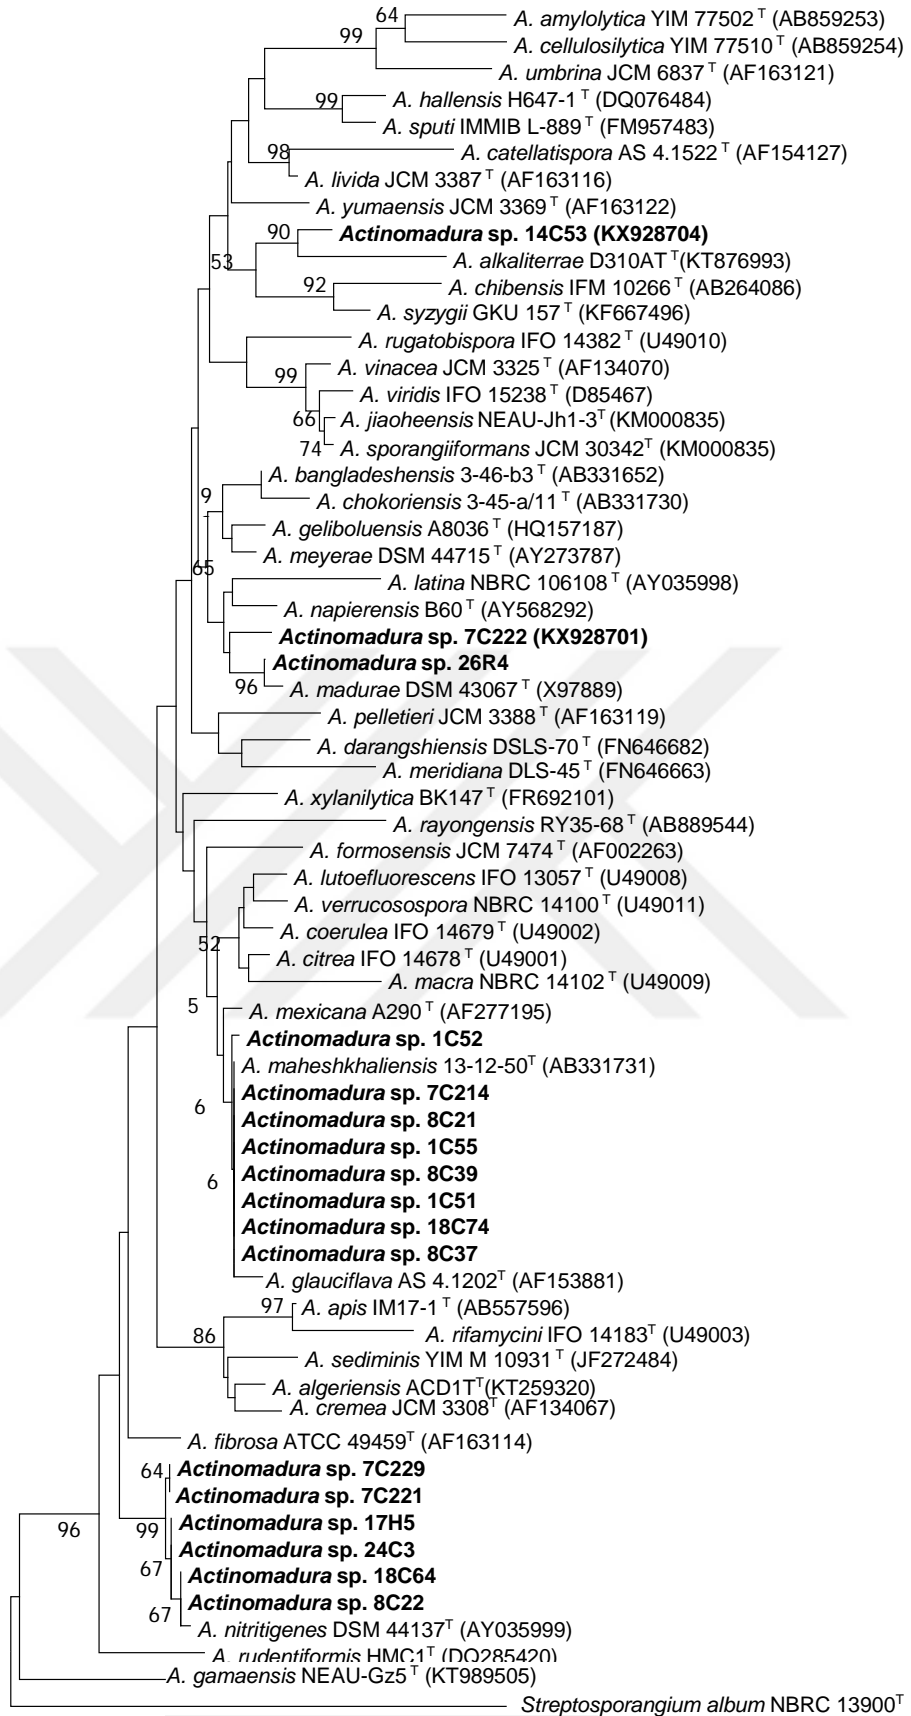 64 A. amylolytica YIM 77502 T (AB859253)
99 A. cellulosilytica YIM 77510 T (AB859254)
A. umbrina JCM 6837 T (AF163121)
99 A. hallensis H647-1 T (DQ076484)
A. sputi IMMIB L-889 T (FM957483)
98 A. catellatispora AS 4.1522 T (AF154127)
A. livida JCM 3387 T (AF163116)
A. yumaensis JCM 3369 T (AF163122)
90 Actinomadura sp. 14C53 (KX928704)
53 A. alkaliterrae D310AT T(KT876993)
92 A. chibensis IFM 10266 T (AB264086)
A. syzygii GKU 157 T (KF667496)
A. rugatobispora IFO 14382 T (U49010)
99 A. vinacea JCM 3325 T (AF134070)
A. viridis IFO 15238 T (D85467)
66 A. jiaoheensis NEAU-Jh1-3T (KM000835)
74 A. sporangiiformans JCM 30342T (KM000835)
A. bangladeshensis 3-46-b3 T (AB331652)
9 A. chokoriensis 3-45-a/11 T (AB331730)
A. geliboluensis A8036 T (HQ157187)
A. meyerae DSM 44715 T (AY273787)
65 A. latina NBRC 106108 T (AY035998)
A. napierensis B60 T (AY568292)
Actinomadura sp. 7C222 (KX928701)
Actinomadura sp. 26R4
96 A. madurae DSM 43067 T (X97889)
A. pelletieri JCM 3388 T (AF163119)
A. darangshiensis DSLS-70 T (FN646682)
A. meridiana DLS-45 T (FN646663)
A. xylanilytica BK147 T (FR692101)
A. rayongensis RY35-68 T (AB889544)
A. formosensis JCM 7474 T (AF002263)
A. lutoefluorescens IFO 13057 T (U49008)
A. verrucosospora NBRC 14100 T (U49011)
A. coerulea IFO 14679 T (U49002)
52 A. citrea IFO 14678 T (U49001)
A. macra NBRC 14102 T (U49009)
5 A. mexicana A290 T (AF277195)
Actinomadura sp. 1C52
A. maheshkhaliensis 13-12-50T (AB331731)
Actinomadura sp. 7C214
6 Actinomadura sp. 8C21
Actinomadura sp. 1C55
Actinomadura sp. 8C39
6 Actinomadura sp. 1C51
Actinomadura sp. 18C74
Actinomadura sp. 8C37
A. glauciflava AS 4.1202T (AF153881)
97 A. apis IM17-1 T (AB557596)
86 A. rifamycini IFO 14183T (U49003)
A. sediminis YIM M 10931 T (JF272484)
A. algeriensis ACD1TT(KT259320)
A. cremea JCM 3308T (AF134067)
A. fibrosa ATCC 49459T (AF163114)
64 Actinomadura sp. 7C229
Actinomadura sp. 7C221
96 99 Actinomadura sp. 17H5
Actinomadura sp. 24C3
67 Actinomadura sp. 18C64
67 Actinomadura sp. 8C22
A. nitritigenes DSM 44137T (AY035999)
A. rudentiformis HMC1T (DQ285420)
A. gamaensis NEAU-Gz5 T (KT989505)
Streptosporangium album NBRC 13900T